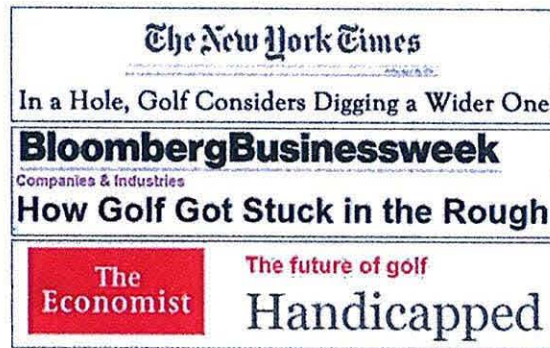 The New York Times
In a Hole, Golf Considers Digging a Wider One
BloombergBusinessweek
Companies & Industries
How Golf Got Stuck in the Rough
The
Economist
The future of golf
Handicapped